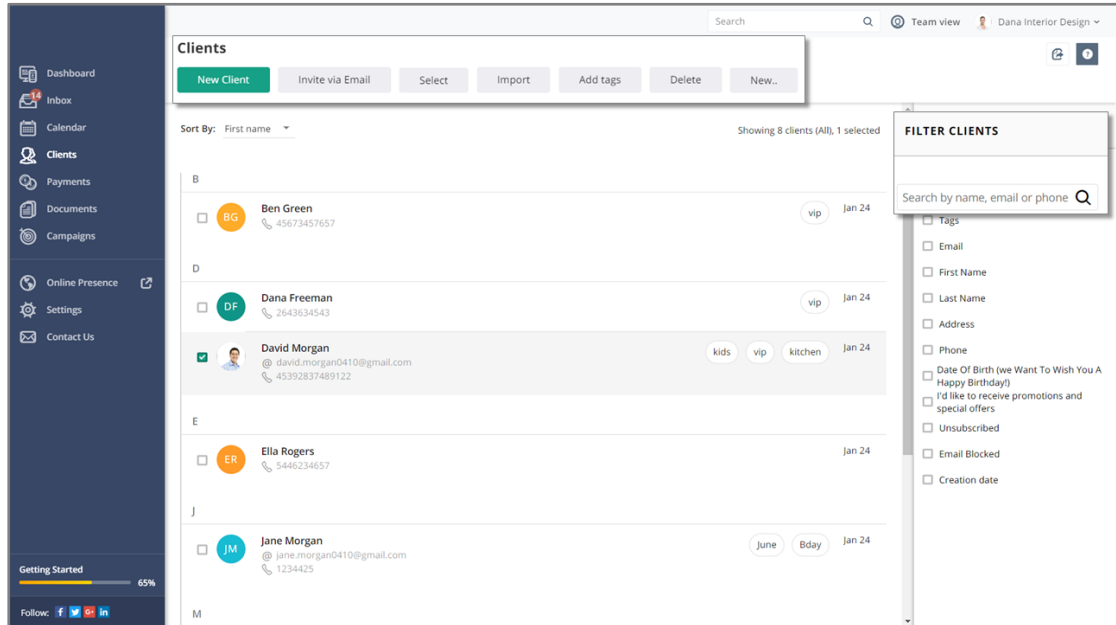 Search
Team view
Dana Interior Design
Clients
New Client
Invite via Email
Select
Import
Add tags
Delete
New..
Dashboard
14
Inbox
Calendar
Clients
Payments
Documents
Campaigns
Online Presence
Settings
Contact Us
Getting Started
65%
Follow:
Sort By: First name
Showing 8 clients (All), 1 selected
B
BG
Ben Green
45673457657
vip
Jan 24
D
DF
Dana Freeman
2643634543
vip
Jan 24
David Morgan
@ david.morgan0410@gmail.com
45392837489122
kids
vip
kitchen
Jan 24
E
ER
Ella Rogers
5446234657
Jan 24
J
JM
Jane Morgan
@ jane.morgan0410@gmail.com
1234425
June
Bday
Jan 24
M
FILTER CLIENTS
Search by name, email or phone
Tags
Email
First Name
Last Name
Address
Phone
Date Of Birth (we Want To Wish You A
Happy Birthday!)
I'd like to receive promotions and
special offers
Unsubscribed
Email Blocked
Creation date